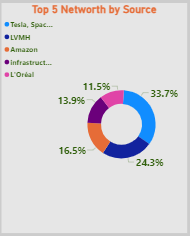 Top 5 Networth by Source
Tesla, Spac...
LVMH
Amazon
Infrastruct...
L'Oréal
11.5%
33.7%
13.9%
16.5%
24.3%